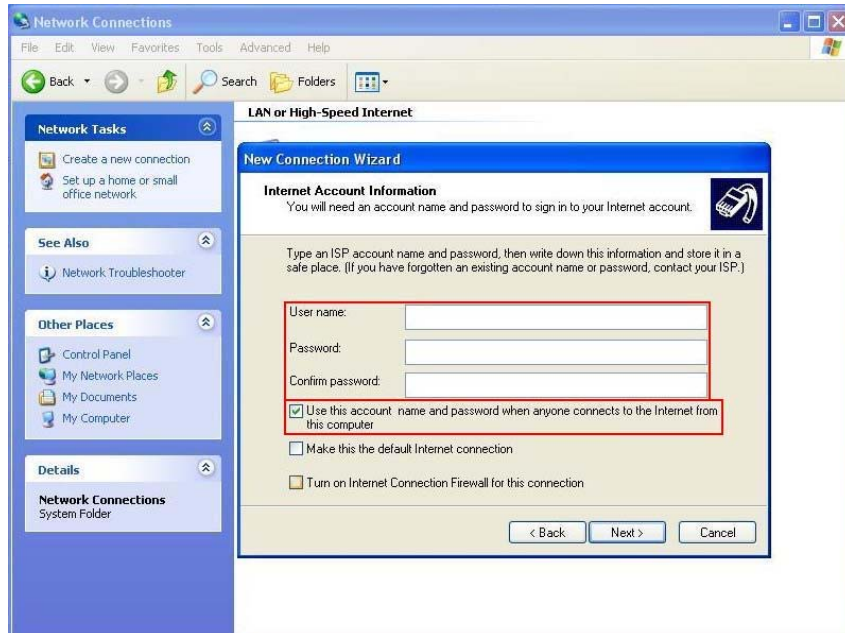 Network Connections
File Edit View Favorites Tools Advanced Help
Back Search Folders
LAN or High-Speed Internet
Network Tasks
Create a new connection
Set up a home or small
office network
See Also
Network Troubleshooter
Other Places
Control Panel
My Network Places
My Documents
My Computer
Details
Network Connections
System Folder
New Connection Wizard
Internet Account Information
You will need an account name and password to sign in to your Internet account.
Type an ISP account name and password, then write down this information and store it in a
safe place. (If you have forgotten an existing account name or password, contact your ISP.)
User name:
Password:
Confirm password:
Use this account name and password when anyone connects to the Internet from
this computer
Make this the default Internet connection
Turn on Internet Connection Firewall for this connection
< Back Next > Cancel